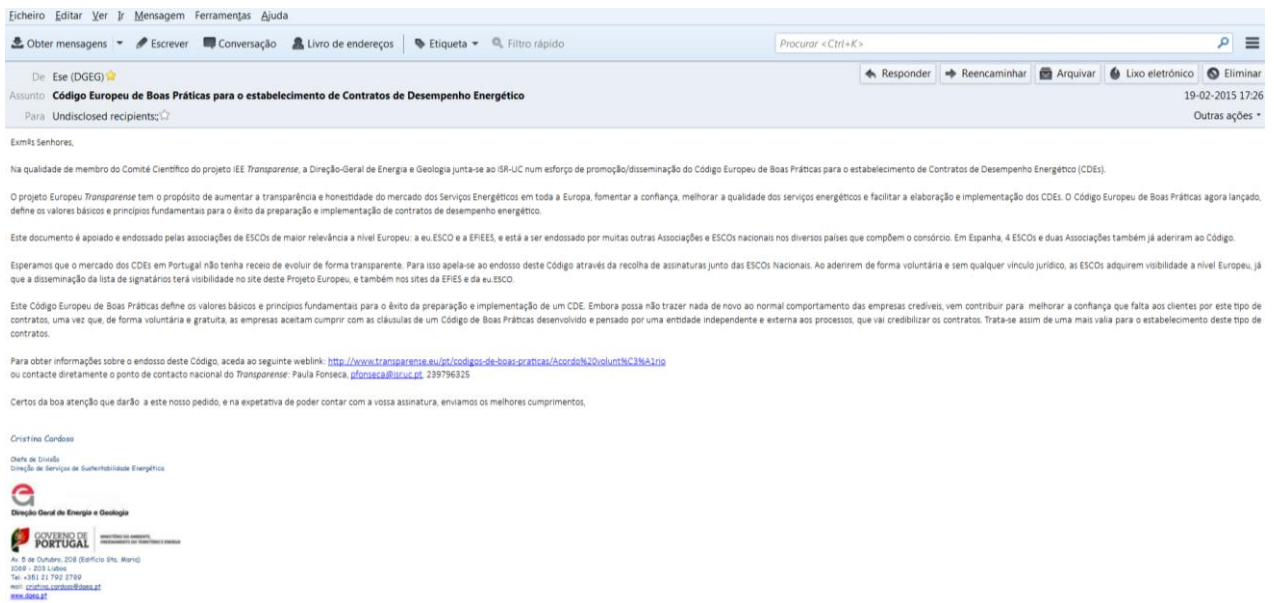 Ficheiro Editar Ver Ir Mensagem Ferramentas Ajuda
Obter mensagens Escrever Conversação Livro de endereços Etiqueta Filtro rápido Procurar <Ctrl+K>
De Ese (DGEG) Responder Reencaminhar Arquivar Lixo eletrónico Eliminar
Assunto Código Europeu de Boas Práticas para o estabelecimento de Contratos de Desempenho Energético 19-02-2015 17:26
Para Undisclosed recipients:; Outras ações
Exmºs Senhores,
Na qualidade de membro do Comité Científico do projeto IEE Transparense, a Direção-Geral de Energia e Geologia junta-se ao ISR-UC num esforço de promoção/disseminação do Código Europeu de Boas Práticas para o estabelecimento de Contratos de Desempenho Energético (CDEs).
O projeto Europeu Transparense tem o propósito de aumentar a transparência e honestidade do mercado dos Serviços Energéticos em toda a Europa, fomentar a confiança, melhorar a qualidade dos serviços energéticos e facilitar a elaboração e implementação dos CDEs. O Código Europeu de Boas Práticas agora lançado,
define os valores básicos e princípios fundamentais para o êxito da preparação e implementação de contratos de desempenho energético.
Este documento é apoiado e endossado pelas associações de ESCOs de maior relevância a nível Europeu: a eu.ESCO e a EFIEES, e está a ser endossado por muitas outras Associações e ESCOs nacionais nos diversos países que compõem o consórcio. Em Espanha, 4 ESCOs e duas Associações também já aderiram ao Código.
Esperamos que o mercado dos CDEs em Portugal não tenha receio de evoluir de forma transparente. Para isso apela-se ao endosso deste Código através da recolha de assinaturas junto das ESCOs Nacionais. Ao aderirem de forma voluntária e sem qualquer vínculo jurídico, as ESCOs adquirem visibilidade a nível Europeu, já
que a disseminação da lista de signatários terá visibilidade no site deste Projeto Europeu, e também nos sites da EFIES e da eu.ESCO.
Este Código Europeu de Boas Práticas define os valores básicos e princípios fundamentais para o êxito da preparação e implementação de um CDE. Embora possa não trazer nada de novo ao normal comportamento das empresas credíveis, vem contribuir para melhorar a confiança que falta aos clientes por este tipo de
contratos, uma vez que, de forma voluntária e gratuita, as empresas aceitam cumprir com as cláusulas de um Código de Boas Práticas desenvolvido e pensado por uma entidade independente e externa aos processos, que vai credibilizar os contratos. Trata-se assim de uma mais valia para o estabelecimento deste tipo de
contratos.
Para obter informações sobre o endosso deste Código, aceda ao seguinte weblink: http://www.transparense.eu/pt/codigos-de-boas-praticas/Acordo%20volunt%C3%A1rio
ou contacte diretamente o ponto de contacto nacional do Transparense: Paula Fonseca, pfonseca@isr.uc.pt, 239796325
Certos da boa atenção que darão a este nosso pedido, e na expetativa de poder contar com a vossa assinatura, enviamos os melhores cumprimentos,
Cristina Cardoso
Chefe de Divisão
Direção de Serviços de Sustentabilidade Energética
Direção Geral de Energia e Geologia
GOVERNO DE PORTUGAL MINISTÉRIO DO AMBIENTE, ORDENAMENTO DO TERRITÓRIO E ENERGIA
Av. 5 de Outubro, 208 (Edifício Sta. Maria)
1069 - 203 Lisboa
Tel: +351 21 792 2769
mail: cristina.cardoso@dgeg.pt
www.dgeg.pt